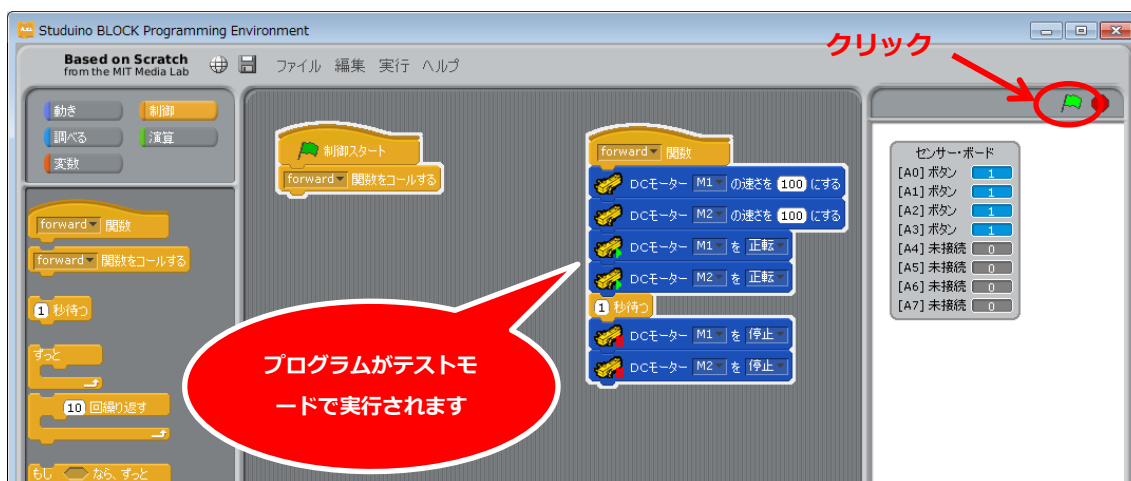 Studuino BLOCK Programming Environment
クリック
Based on Scratch
from the MIT Media Lab
ファイル 編集 実行 ヘルプ
動き 制御
調べる 演算
変数
forward 関数
forward 関数をコールする
1 秒待つ
ずっと
10 回繰り返す
もし なら、ずっと
制御スタート
forward 関数をコールする
forward 関数
DCモーター M1 の速さを 100 にする
DCモーター M2 の速さを 100 にする
DCモーター M1 を 正転
DCモーター M2 を 正転
1 秒待つ
DCモーター M1 を 停止
DCモーター M2 を 停止
プログラムがテストモ
ードで実行されます
センサー・ボード
[A0] ボタン 1
[A1] ボタン 1
[A2] ボタン 1
[A3] ボタン 1
[A4] 未接続 0
[A5] 未接続 0
[A6] 未接続 0
[A7] 未接続 0